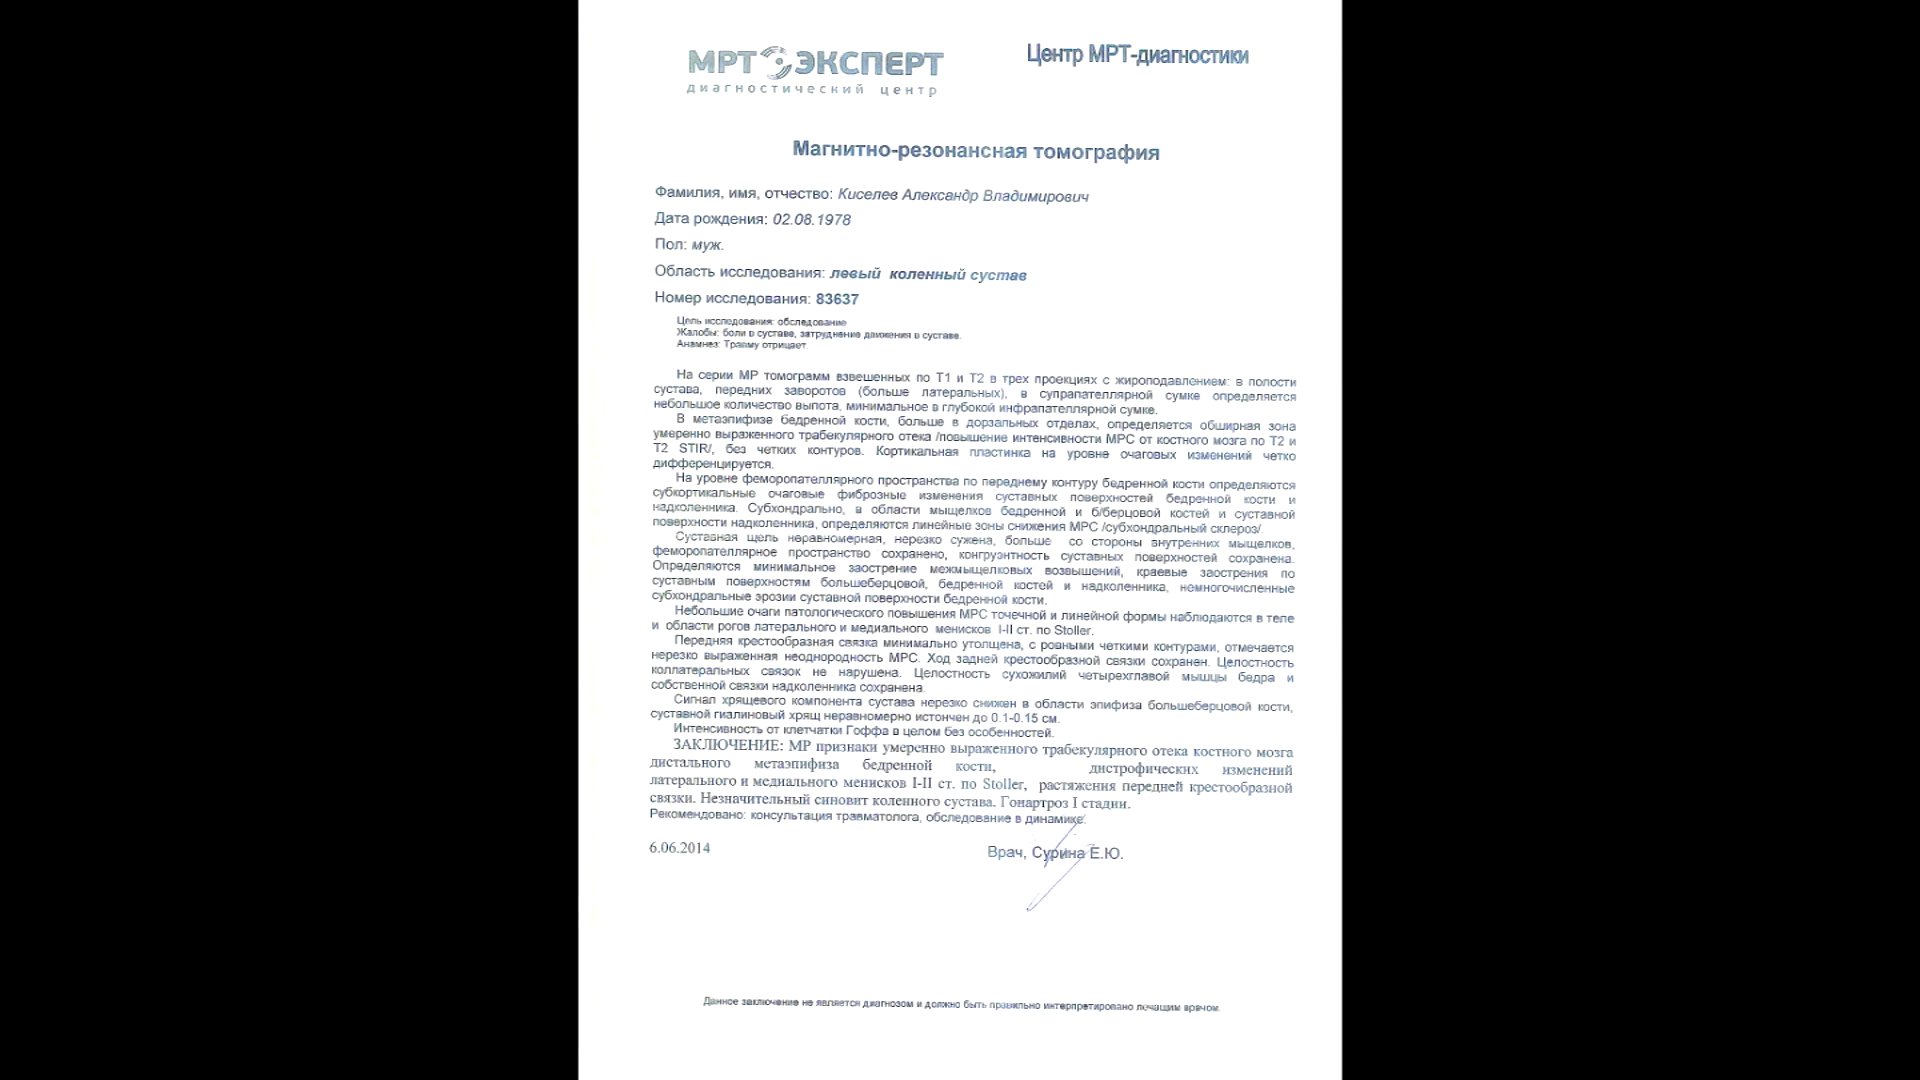 МРТ ЭКСПЕРТ
диагностический центр
Центр МРТ-диагностики
Магнитно-резонансная томография
Фамилия, имя, отчество: Киселев Александр Владимирович
Дата рождения: 02.08.1978
Пол: муж.
Область исследования: левый коленный сустав
Номер исследования: 83637
Цель исследования: обследование
Жалобы: боли в суставе, затруднение движения в суставе.
Анамнез: Травму отрицает.
На серии МР томограмм взвешенных по Т1 и Т2 в трех проекциях с жироподавлением: в полости
сустава, передних заворотов (больше латеральных), в супрапателлярной сумке определяется
небольшое количество выпота, минимальное в глубокой инфрапателлярной сумке.
В метаэпифизе бедренной кости, больше в дорзальных отделах, определяется обширная зона
умеренно выраженного трабекулярного отека /повышение интенсивности МРС от костного мозга по Т2 и
Т2 STIR/, без четких контуров. Кортикальная пластинка на уровне очаговых изменений четко
дифференцируется.
На уровне феморопателлярного пространства по переднему контуру бедренной кости определяются
субкортикальные очаговые фиброзные изменения суставных поверхностей бедренной кости и
надколенника. Субхондрально, в области мыщелков бедренной и б/берцовой костей и суставной
поверхности надколенника, определяются линейные зоны снижения МРС /субхондральный склероз/.
Суставная щель неравномерная, нерезко сужена, больше со стороны внутренних мыщелков,
феморопателлярное пространство сохранено, конгруэнтность суставных поверхностей сохранена.
Определяются минимальное заострение межмыщелковых возвышений, краевые заострения по
суставным поверхностям большеберцовой, бедренной костей и надколенника, немногочисленные
субхондральные эрозии суставной поверхности бедренной кости.
Небольшие очаги патологического повышения МРС точечной и линейной формы наблюдаются в теле
и области рогов латерального и медиального менисков I-II ст. по Stoller.
Передняя крестообразная связка минимально утолщена, с ровными четкими контурами, отмечается
нерезко выраженная неоднородность МРС. Ход задней крестообразной связки сохранен. Целостность
коллатеральных связок не нарушена. Целостность сухожилий четырехглавой мышцы бедра и
собственной связки надколенника сохранена.
Сигнал хрящевого компонента сустава нерезко снижен в области эпифиза большеберцовой кости,
суставной гиалиновый хрящ неравномерно истончен до 0.1-0.15 см.
Интенсивность от клетчатки Гоффа в целом без особенностей.
ЗАКЛЮЧЕНИЕ: МР признаки умеренно выраженного трабекулярного отека костного мозга
дистального метаэпифиза бедренной кости, дистрофических изменений
латерального и медиального менисков I-II ст. по Stoller, растяжения передней крестообразной
связки. Незначительный синовит коленного сустава. Гонартроз I стадии.
Рекомендовано: консультация травматолога, обследование в динамике.
6.06.2014
Врач, Сурина Е.Ю.
Данное заключение не является диагнозом и должно быть правильно интерпретировано лечащим врачом.